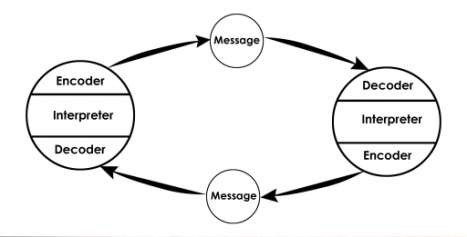 Message
Encoder
Interpreter
Decoder
Decoder
Interpreter
Encoder
Message